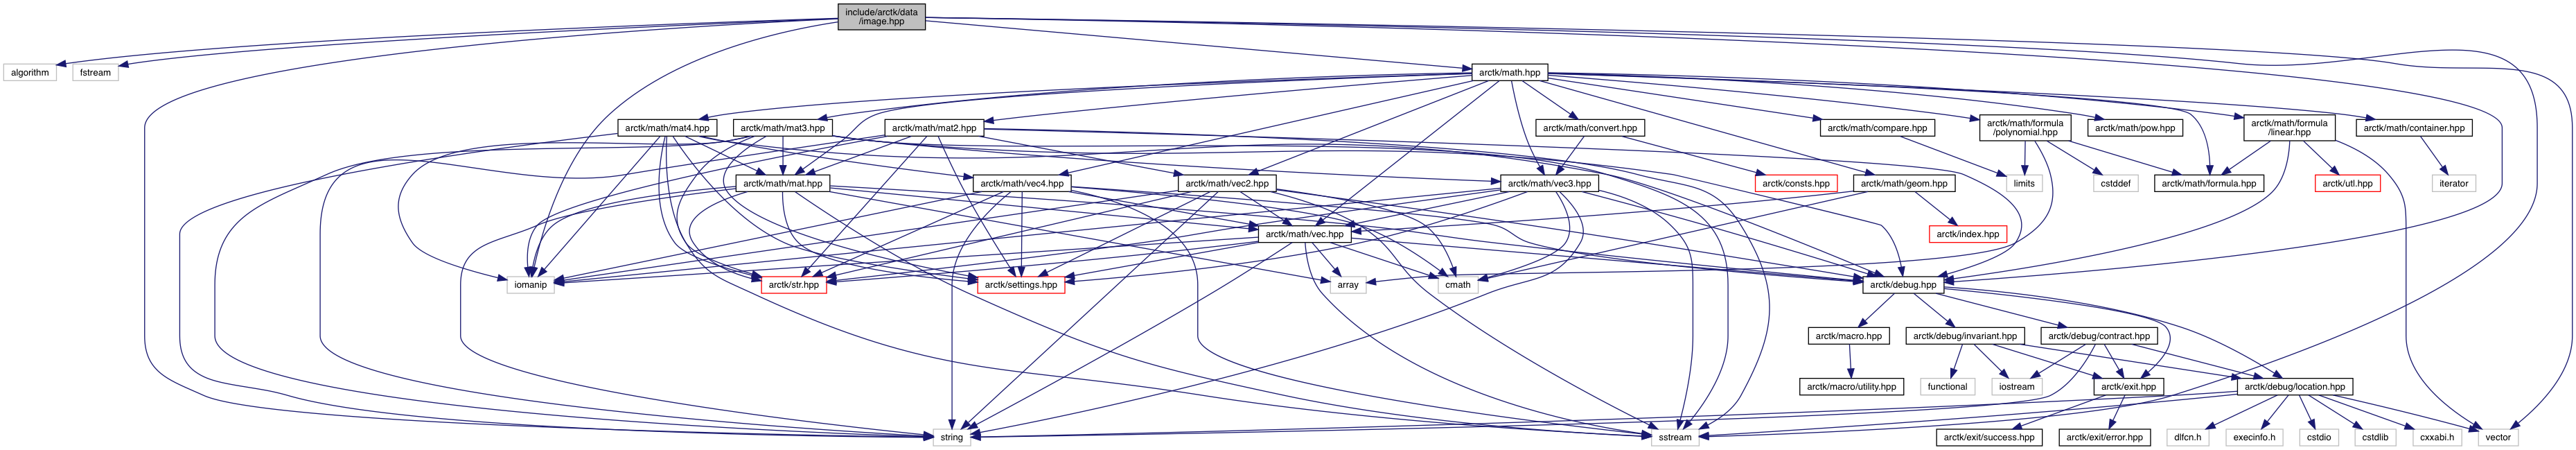 include/arctk/data
/image.hpp
algorithm
fstream
arctk/math.hpp
arctk/math/mat4.hpp
arctk/math/mat3.hpp
arctk/math/mat2.hpp
arctk/math/convert.hpp
arctk/math/compare.hpp
arctk/math/formula
/polynomial.hpp
arctk/math/pow.hpp
arctk/math/formula
/linear.hpp
arctk/math/container.hpp
arctk/math/mat.hpp
arctk/math/vec4.hpp
arctk/math/vec2.hpp
arctk/math/vec3.hpp
arctk/consts.hpp
arctk/math/geom.hpp
limits
cstddef
arctk/math/formula.hpp
arctk/utl.hpp
iterator
arctk/math/vec.hpp
arctk/index.hpp
iomanip
arctk/str.hpp
arctk/settings.hpp
array
cmath
arctk/debug.hpp
arctk/macro.hpp
arctk/debug/invariant.hpp
arctk/debug/contract.hpp
arctk/macro/utility.hpp
functional
iostream
arctk/exit.hpp
arctk/debug/location.hpp
string
sstream
arctk/exit/success.hpp
arctk/exit/error.hpp
dlfcn.h
execinfo.h
cstdio
cstdlib
cxxabi.h
vector